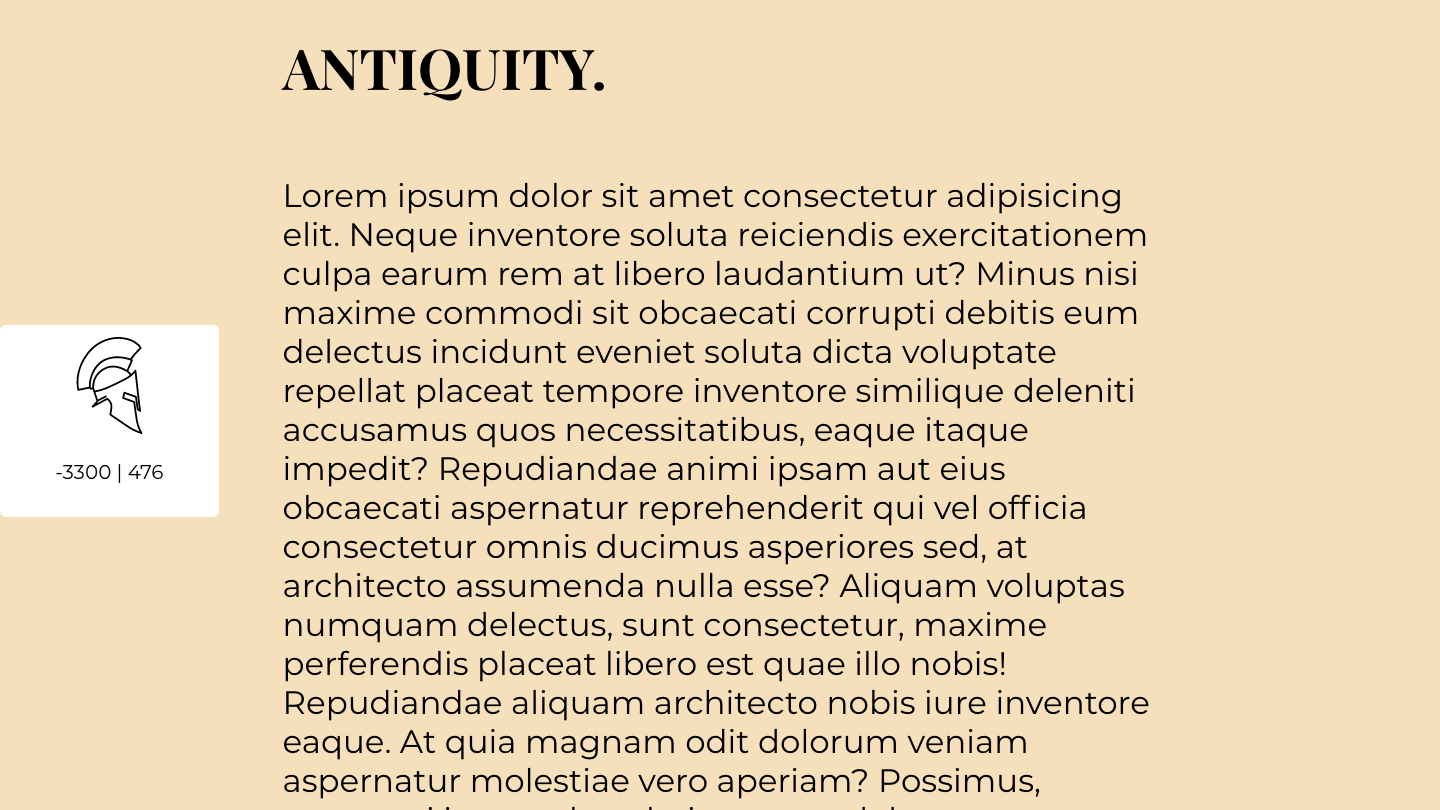 ANTIQUITY.
Lorem ipsum dolor sit amet consectetur adipisicing
elit. Neque inventore soluta reiciendis exercitationem
culpa earum rem at libero laudantium ut? Minus nisi
maxime commodi sit obcaecati corrupti debitis eum
delectus incidunt eveniet soluta dicta voluptate
repellat placeat tempore inventore similique deleniti
accusamus quos necessitatibus, eaque itaque
impedit? Repudiandae animi ipsam aut eius
obcaecati aspernatur reprehenderit qui vel officia
consectetur omnis ducimus asperiores sed, at
architecto assumenda nulla esse? Aliquam voluptas
numquam delectus, sunt consectetur, maxime
perferendis placeat libero est quae illo nobis!
Repudiandae aliquam architecto nobis iure inventore
eaque. At quia magnam odit dolorum veniam
aspernatur molestiae vero aperiam? Possimus,
-3300 | 476